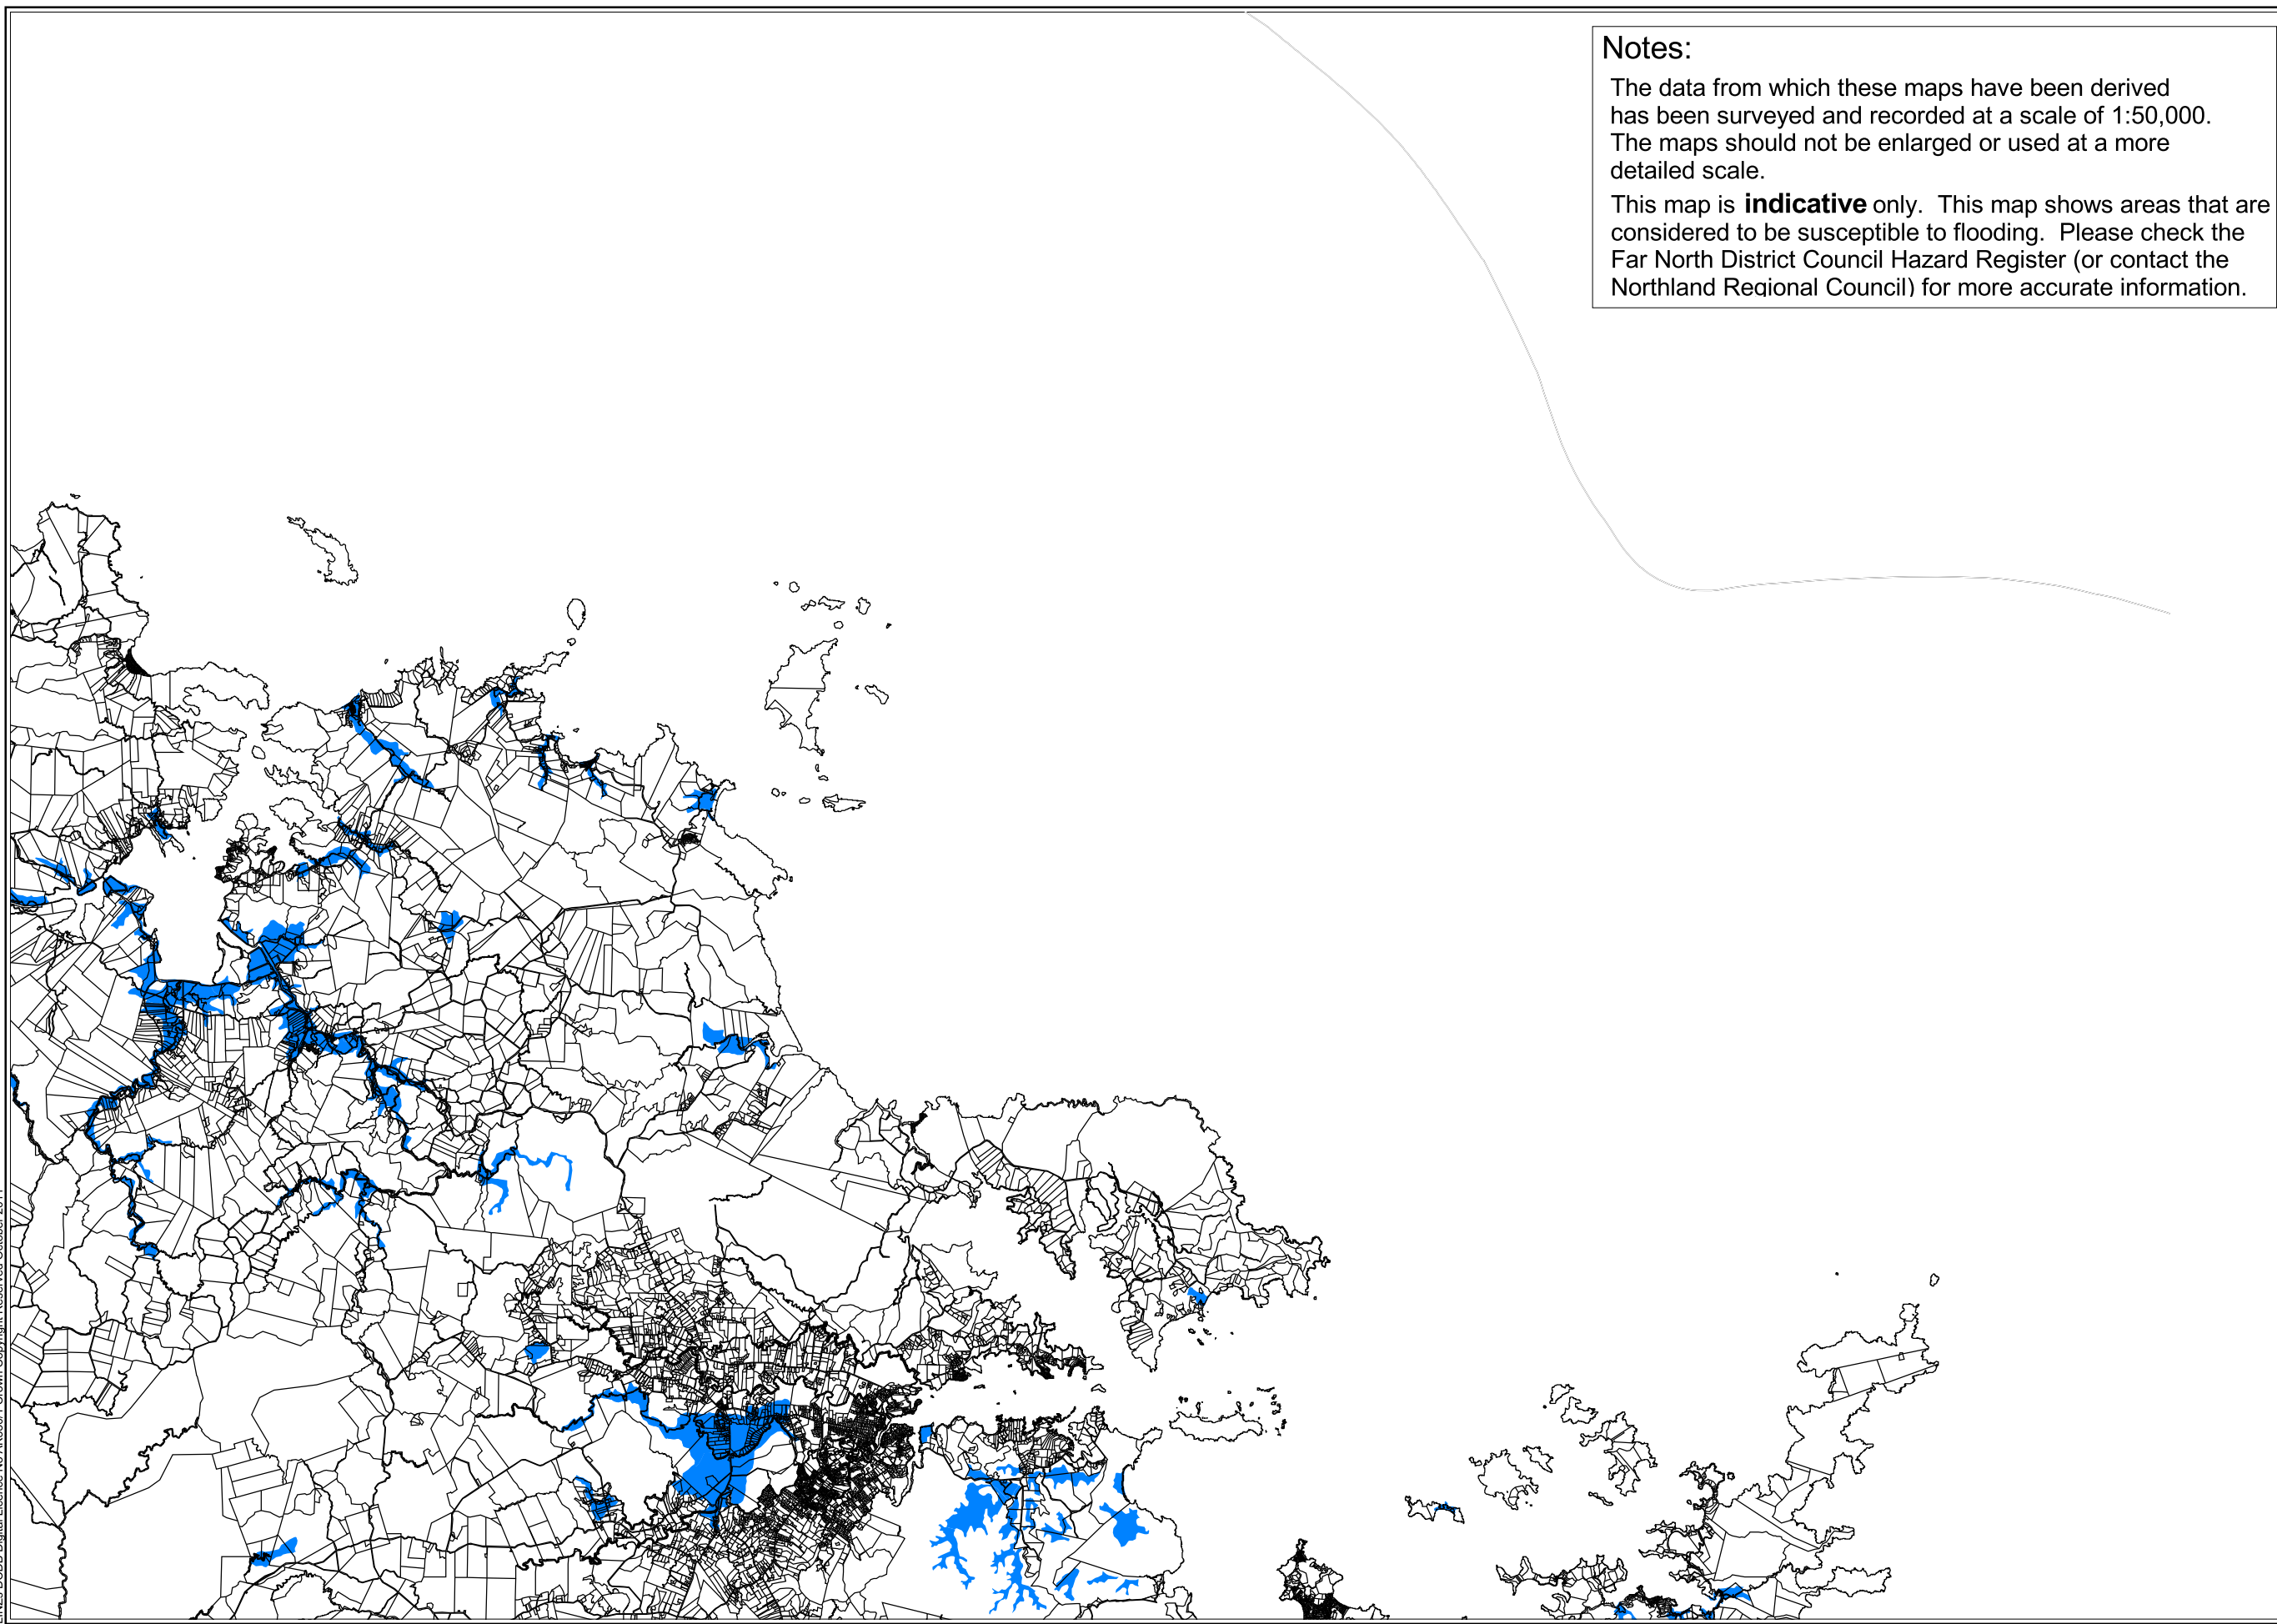 Notes:
The data from which these maps have been derived
has been surveyed and recorded at a scale of 1:50,000.
The maps should not be enlarged or used at a more
detailed scale.
This map is indicative only. This map shows areas that are
considered to be susceptible to flooding. Please check the
Far North District Council Hazard Register (or contact the
Northland Regional Council) for more accurate information.